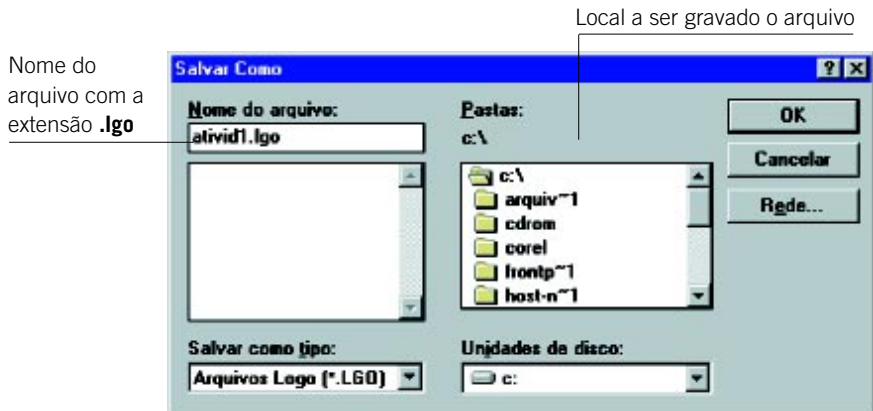 Local a ser gravado o arquivo
Nome do
arquivo com a
extensão .lgo
Salvar Como
Nome do arquivo:
ativid1.lgo
Pastas:
c:\
c:\
arquiv~1
cdrom
corel
frontp~1
host-n~1
OK
Cancelar
Rede...
Salvar como tipo:
Arquivos Logo (*.LGO)
Unidades de disco:
c: